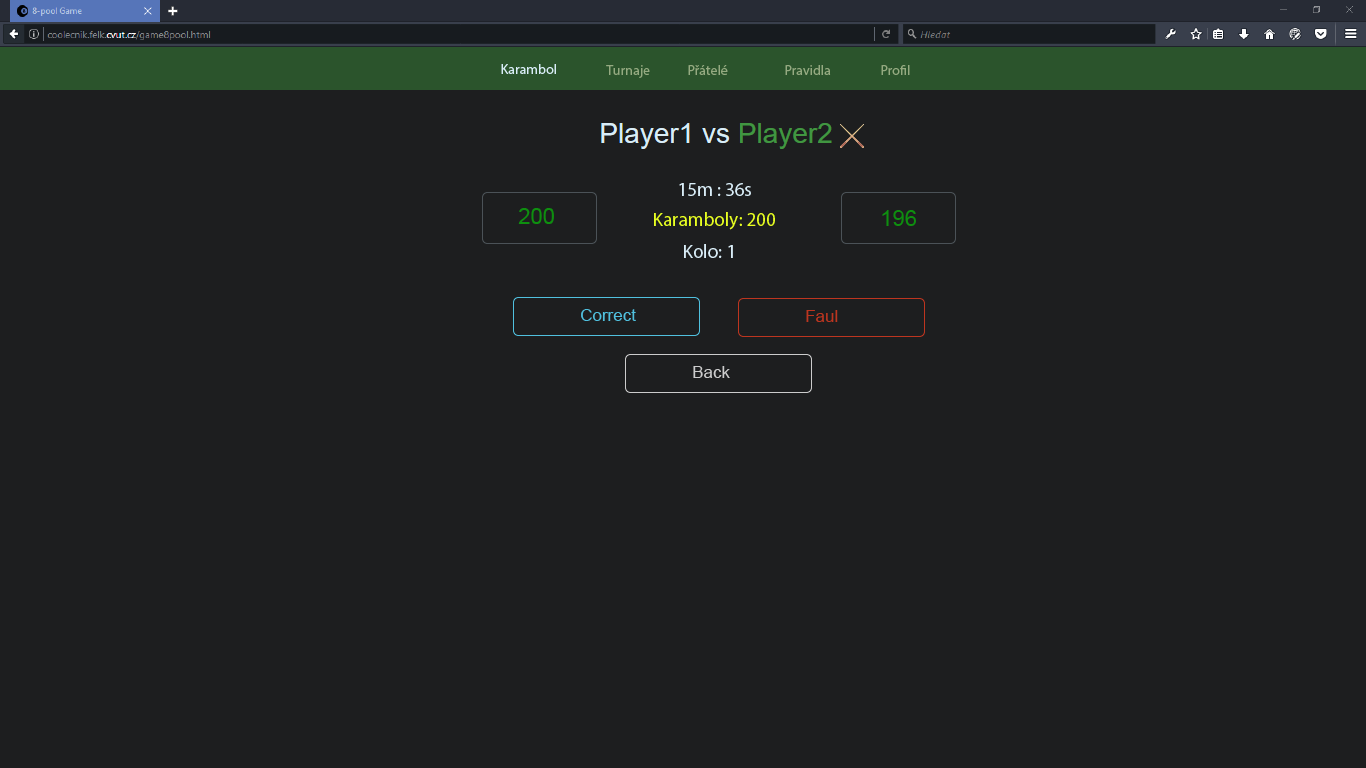 8-pool Game
coolecnik.felk.cvut.cz/game8pool.html
Hledat
Karambol Turnaje Přátelé Pravidla Profil
Player1 vs Player2
15m : 36s
200 Karamboly: 200 196
Kolo: 1
Correct Faul
Back